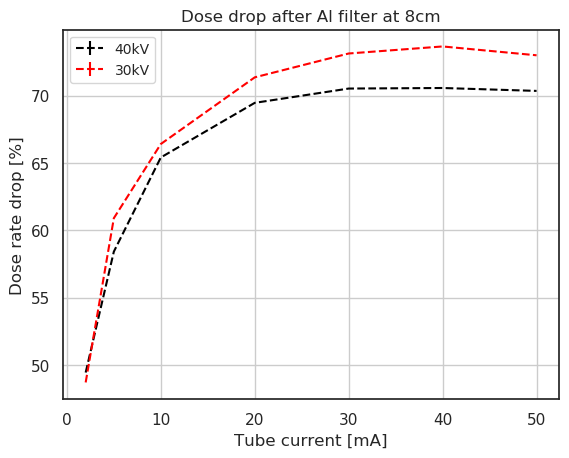 Dose drop after Al filter at 8cm
40kV
30kV
Dose rate drop [%]
70
65
60
55
50
0 10 20 30 40 50
Tube current [mA]